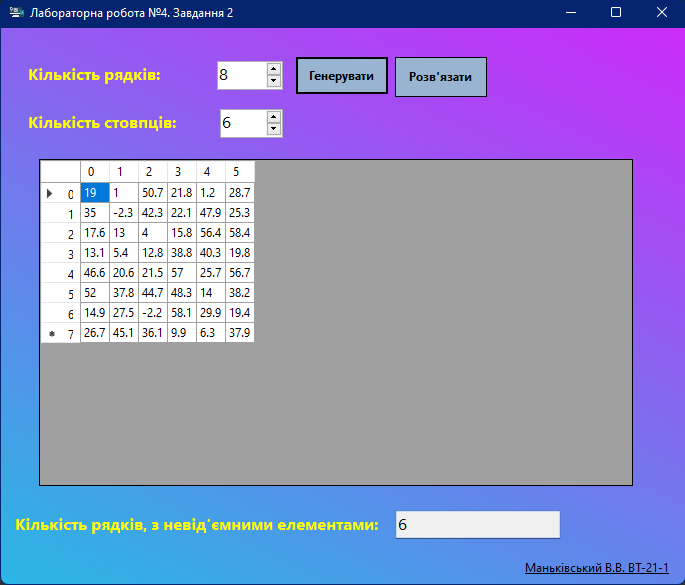 Лабораторна робота №4. Завдання 2
Кількість рядків: 8 Генерувати Розв'язати
Кількість стовпців: 6
0 1 2 3 4 5
0 19 1 50.7 21.8 1.2 28.7
1 35 -2.3 42.3 22.1 47.9 25.3
2 17.6 13 4 15.8 56.4 58.4
3 13.1 5.4 12.8 38.8 40.3 19.8
4 46.6 20.6 21.5 57 25.7 56.7
5 52 37.8 44.7 48.3 14 38.2
6 14.9 27.5 -2.2 58.1 29.9 19.4
7 26.7 45.1 36.1 9.9 6.3 37.9
Кількість рядків, з невід'ємними елементами: 6
Маньківський В.В. ВТ-21-1